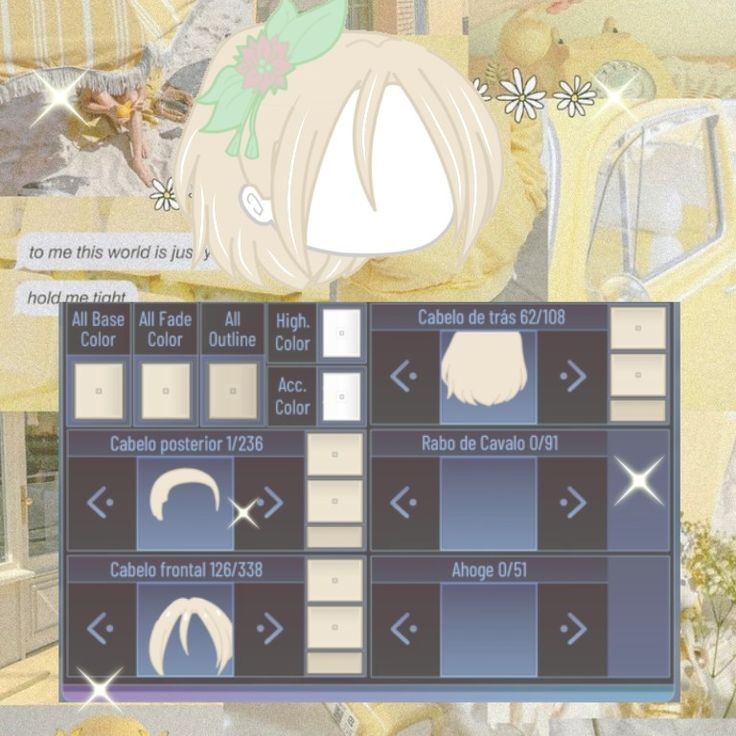 to me this world is jus y
hold me tight
All Base
Color
All Fade
Color
All
Outline
High.
Color
Acc.
Color
Cabelo de trás 62/108
Cabelo posterior 1/236
Rabo de Cavalo 0/91
Cabelo frontal 126/338
Ahoge 0/51